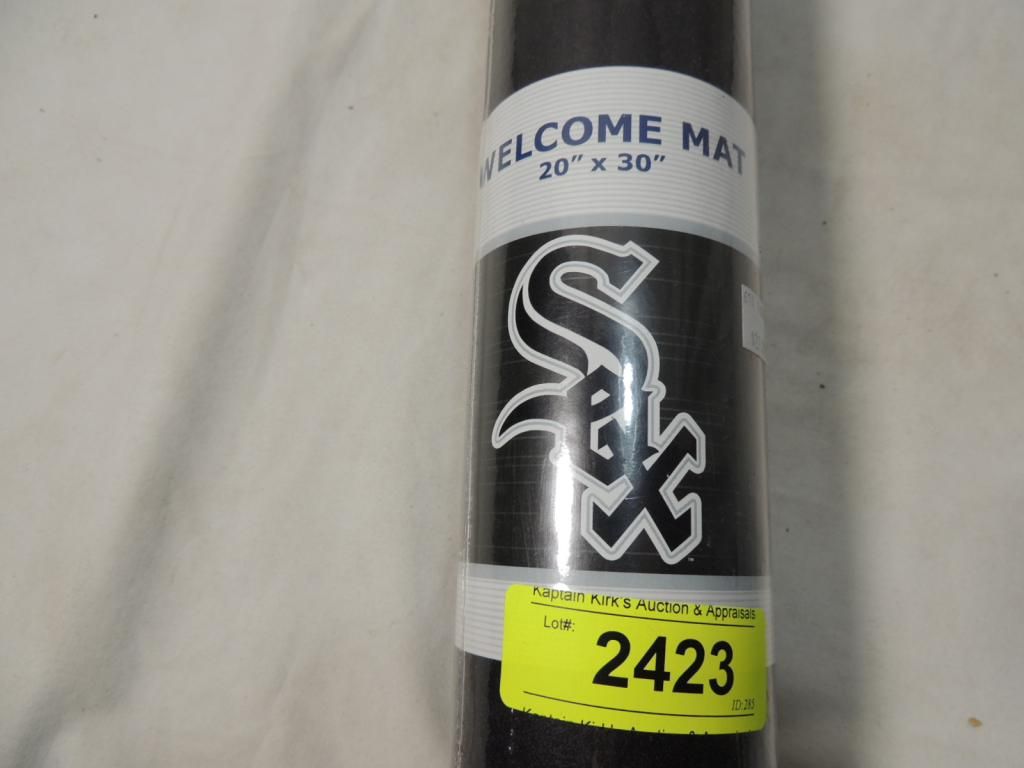 WELCOME MAT
20” x 30”
Sox
Kaptain Kirk's Auction & Appraisals
Lot#:
2423
ID:285